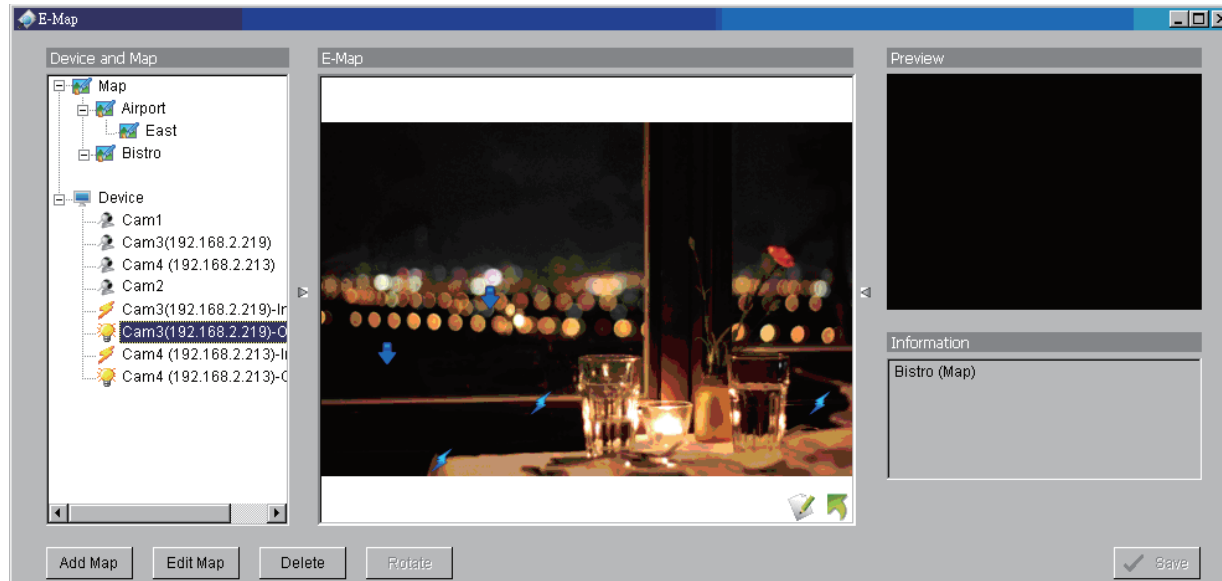 E-Map
Device and Map
Map
Airport
East
Bistro
Device
Cam1
Cam3(192.168.2.219)
Cam4 (192.168.2.213)
Cam2
Cam3(192.168.2.219)-Ir
Cam3(192.168.2.219)-O
Cam4 (192.168.2.213)-Ir
Cam4 (192.168.2.213)-C
E-Map
Preview
Information
Bistro (Map)
Add Map
Edit Map
Delete
Rotate
Save